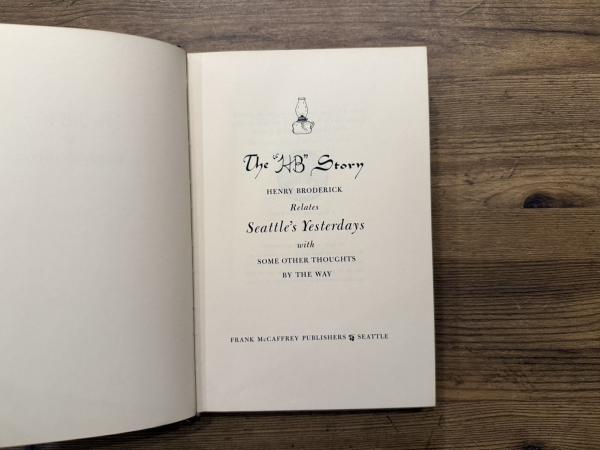 The "HB" Story
HENRY BRODERICK
Relates
Seattle's Yesterdays
with
SOME OTHER THOUGHTS
BY THE WAY
FRANK McCAFFREY PUBLISHERS SEATTLE